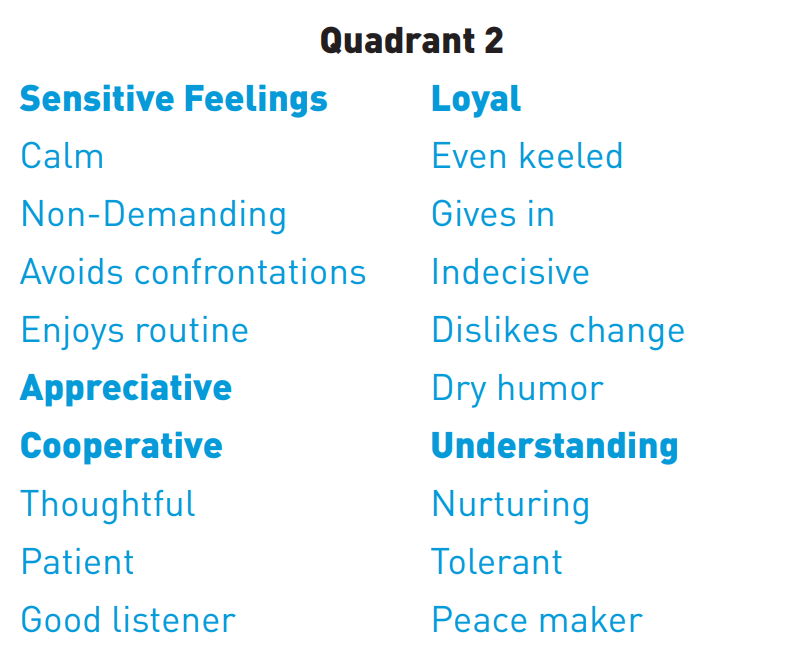 Quadrant 2
Sensitive Feelings
Calm
Non-Demanding
Avoids confrontations
Enjoys routine
Appreciative
Cooperative
Thoughtful
Patient
Good listener
Loyal
Even keeled
Gives in
Indecisive
Dislikes change
Dry humor
Understanding
Nurturing
Tolerant
Peace maker